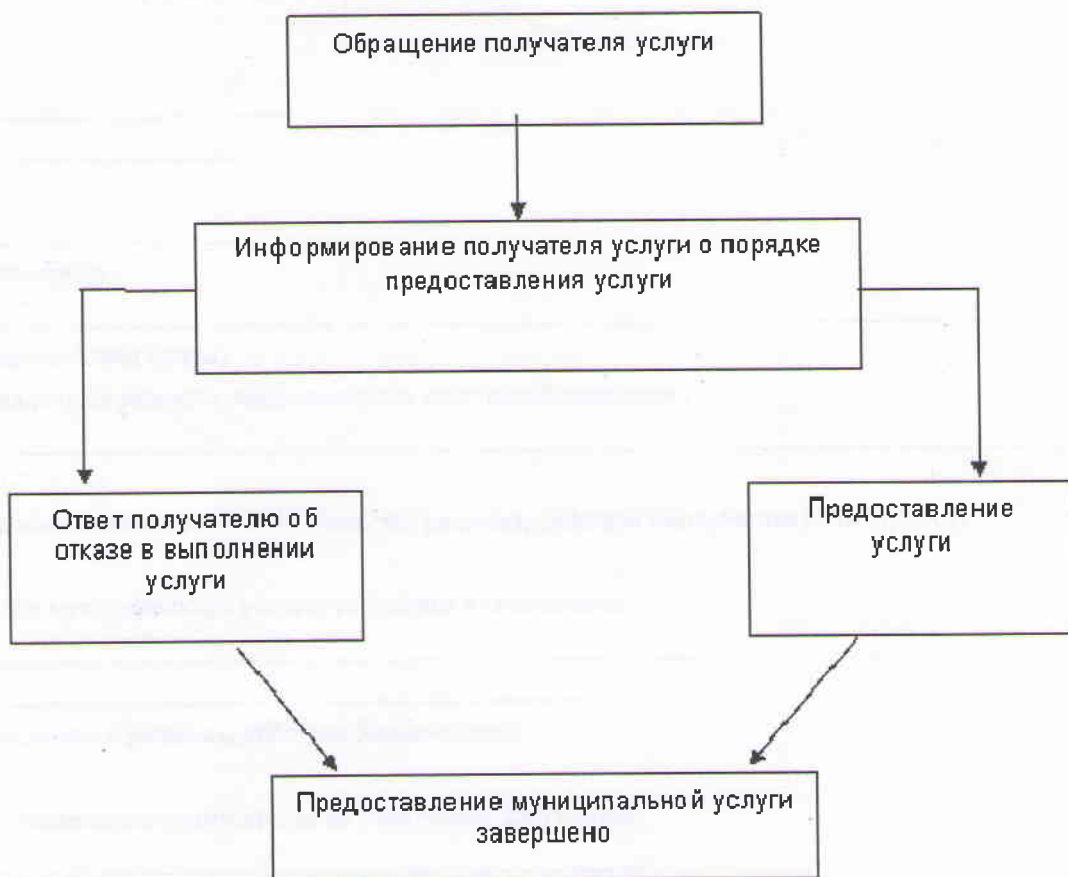 Обращение получателя услуги
Информирование получателя услуги о порядке
предоставления услуги
Ответ получателю об
отказе в выполнении
услуги
Предоставление
услуги
Предоставление муниципальной услуги
завершено